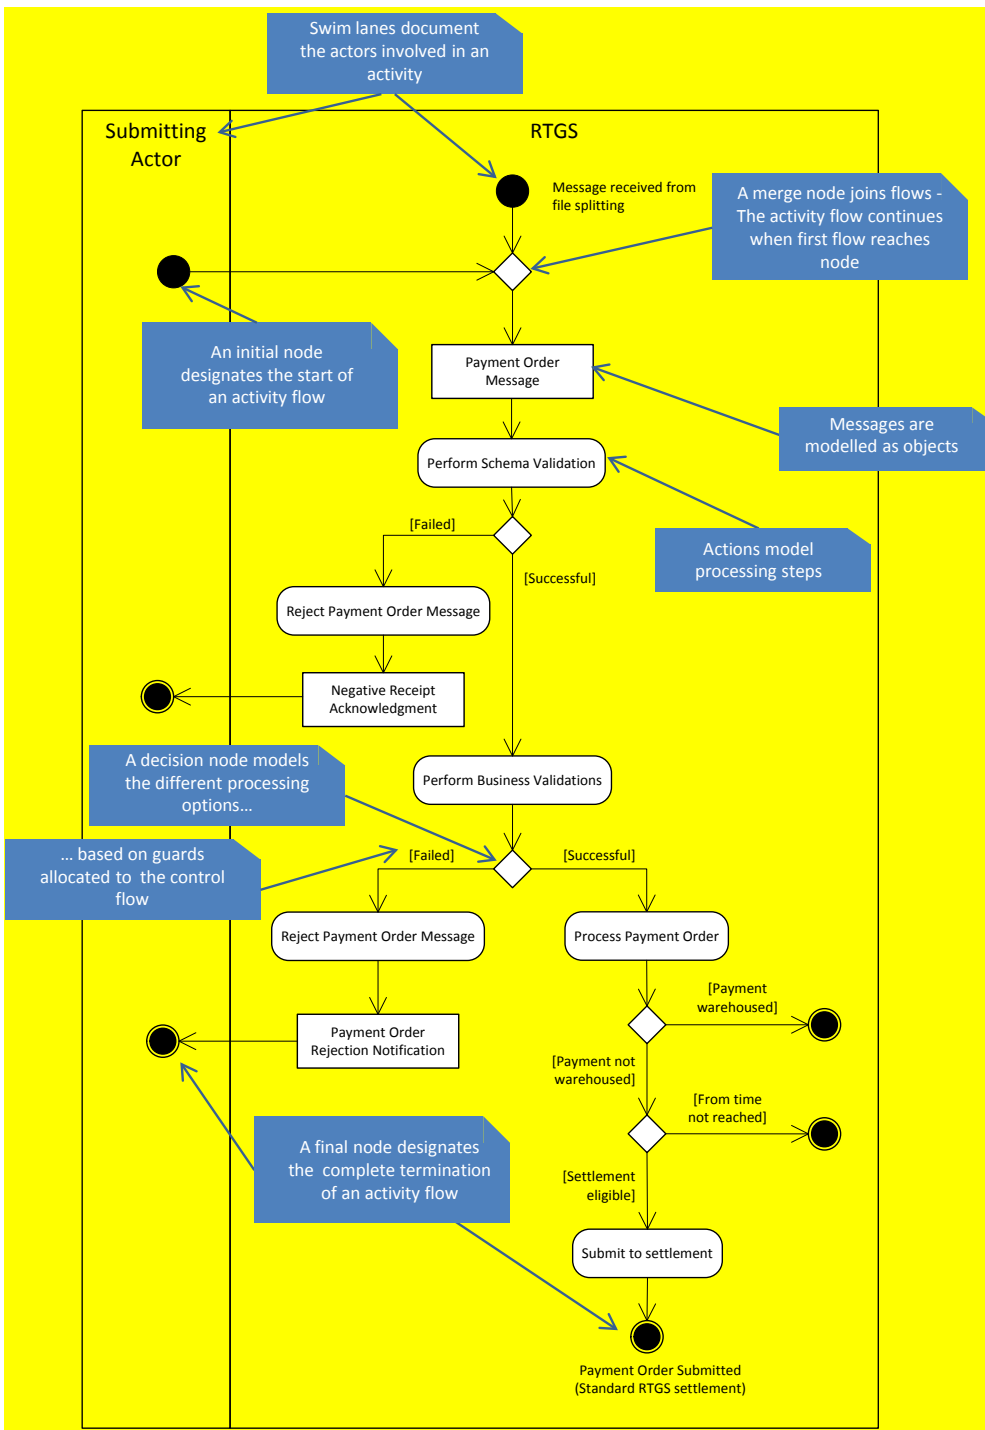 Swim lanes document
the actors involved in an
activity
Submitting
Actor
RTGS
Message received from
file splitting
A merge node joins flows -
The activity flow continues
when first flow reaches
node
An initial node
designates the start of
an activity flow
Payment Order
Message
Messages are
modelled as objects
Perform Schema Validation
[Failed]
Actions model
processing steps
[Successful]
Reject Payment Order Message
Negative Receipt
Acknowledgment
A decision node models
the different processing
options...
Perform Business Validations
... based on guards
allocated to the control
flow
[Failed]
[Successful]
Reject Payment Order Message
Process Payment Order
[Payment
warehoused]
Payment Order
Rejection Notification
[Payment not
warehoused]
[From time
not reached]
A final node designates
the complete termination
of an activity flow
[Settlement
eligible]
Submit to settlement
Payment Order Submitted
(Standard RTGS settlement)